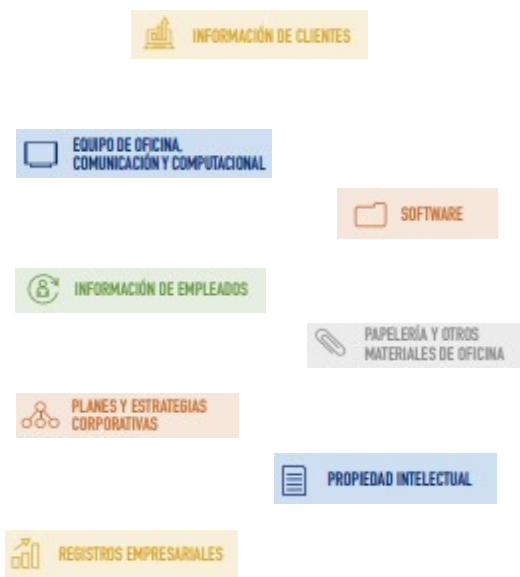 INFORMACIÓN DE CLIENTES
EQUIPO DE OFICINA,
COMUNICACIÓN Y COMPUTACIONAL
SOFTWARE
INFORMACIÓN DE EMPLEADOS
PAPELERÍA Y OTROS
MATERIALES DE OFICINA
PLANES Y ESTRATEGIAS
CORPORATIVAS
PROPIEDAD INTELECTUAL
REGISTROS EMPRESARIALES